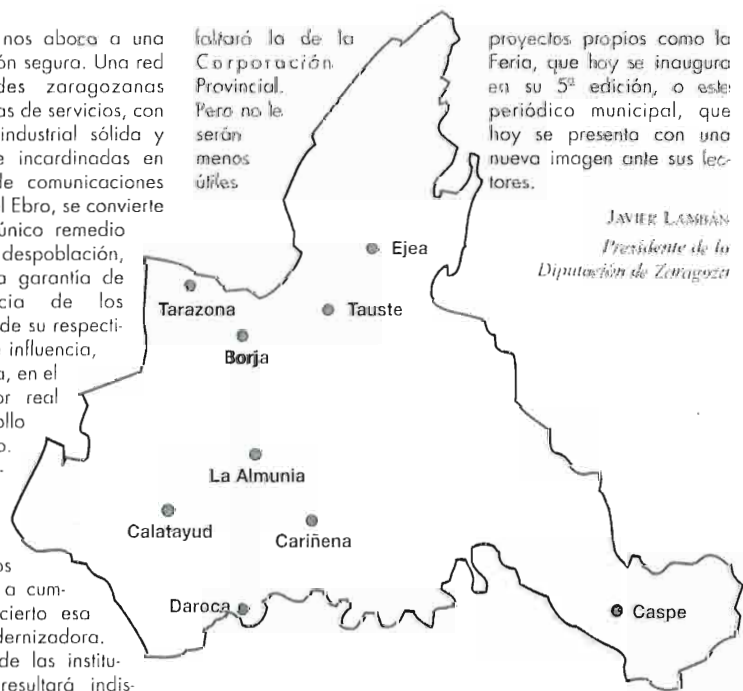 nos aboca a una
ón segura. Una red
des zaragozanas
as de servicios, con
industrial sólida y
e incardinadas en
de comunicaciones
l Ebro, se convierte
único remedio
despoblación,
a garantía de
cia de los
de su respecti-
e influencia,
a, en el
or real
ollo
o.
-
os
a cum-
cierto esa
dernizadora.
de las institu-
resultará indis-
faltará la de la
Corporación
Provincial.
Pero no le
serán
menos
útiles
proyectos propios como la
Feria, que hoy se inaugura
en su 5ª edición, o este
periódico municipal, que
hoy se presenta con una
nueva imagen ante sus lec-
tores.
JAVIER LAMBÁN
Presidente de la
Diputación de Zaragoza
Ejea
Tarazona
Tauste
Borja
La Almunia
Calatayud
Cariñena
Daroca
Caspe